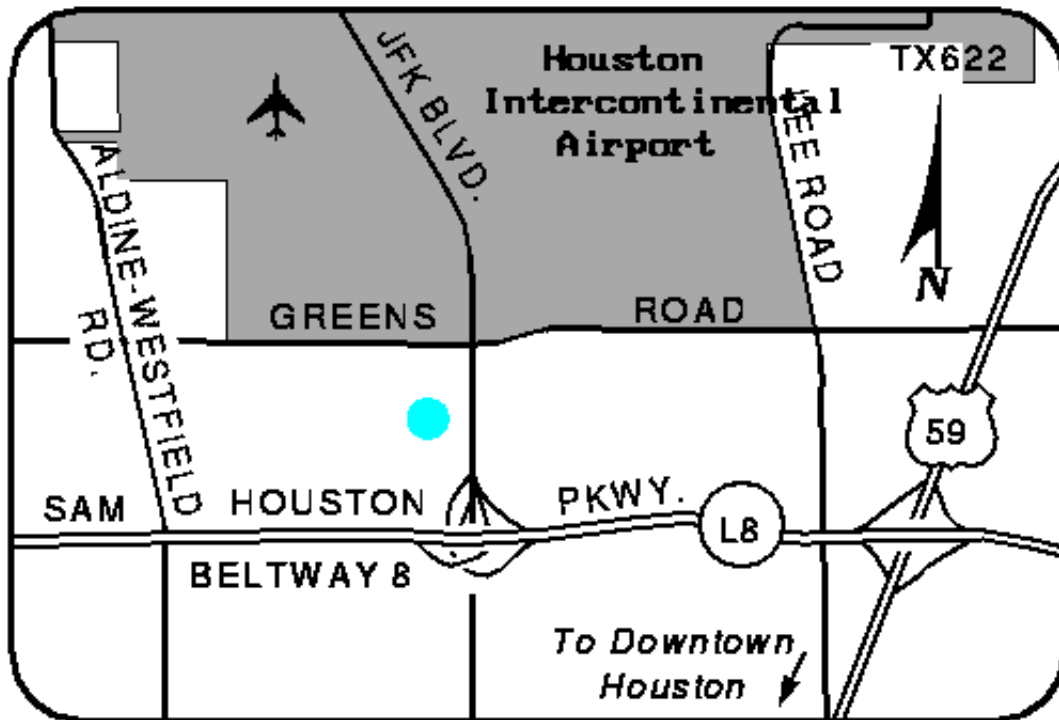 JFK BLVD.
Houston
Intercontinental
Airport
TX622
LEE ROAD
ALDINE-WESTFIELD
RD.
N
GREENS ROAD
59
SAM HOUSTON PKWY.
L8
BELTWAY 8
To Downtown
Houston